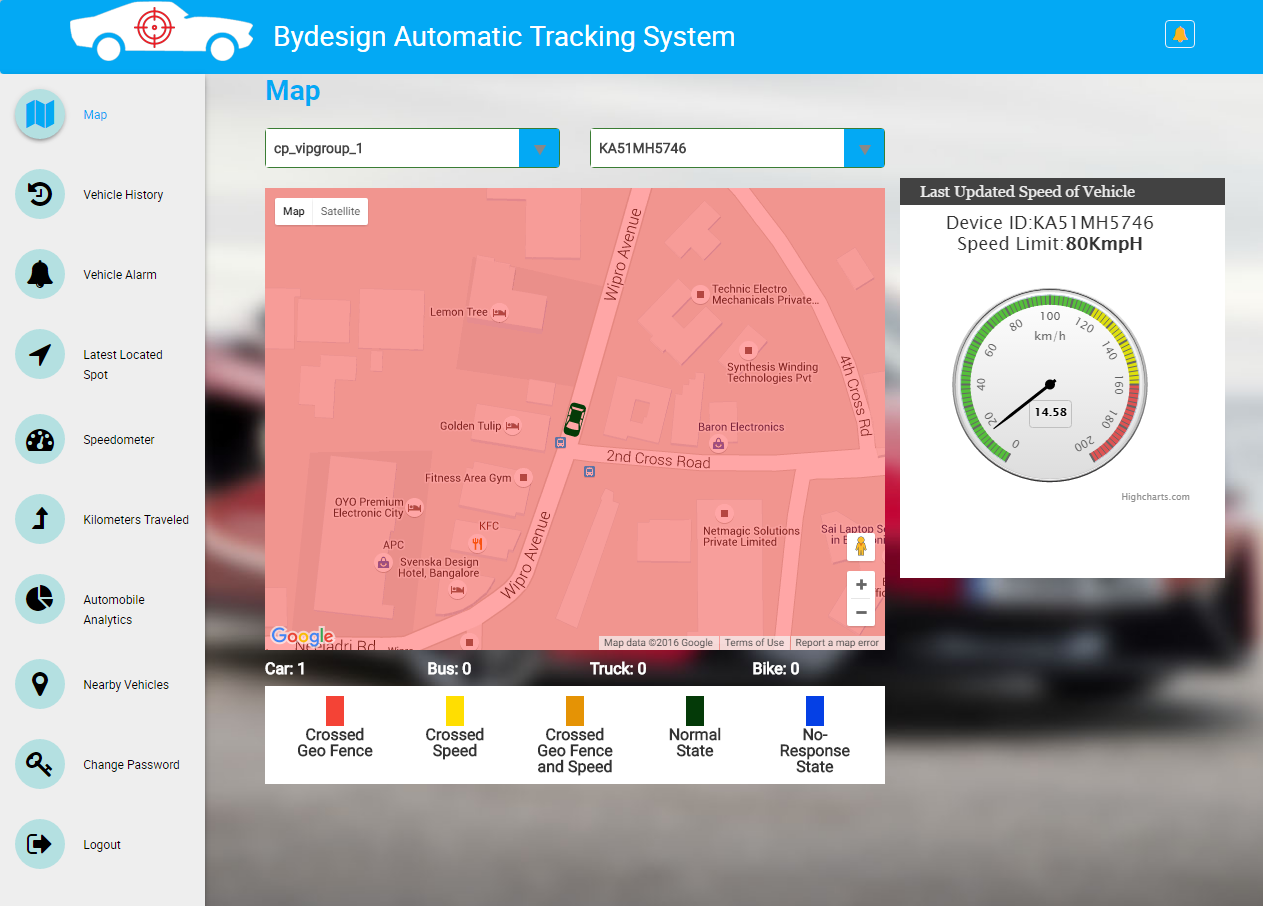 Bydesign Automatic Tracking System
Map
Vehicle History
Vehicle Alarm
Latest Located
Spot
Speedometer
Kilometers Traveled
Automobile
Analytics
Nearby Vehicles
Change Password
Logout
Map
cp_vipgroup_1
KA51MH5746
Map
Satellite
Wipro Avenue
Technic Electro
Mechanicals Private...
Lemon Tree
Synthesis Winding
Technologies Pvt
4th Cross Rd
Golden Tulip
Baron Electronics
2nd Cross Road
Fitness Area Gym
OYO Premium
Electronic City
KFC
Netmagic Solutions
Private Limited
Sai Laptop
APC
Svenska Design
Hotel, Bangalore
Wipro Avenue
Neeladri Rd
Wipro
Google
Map data ©2016 Google
Terms of Use
Report a map error
Car: 1
Bus: 0
Truck: 0
Bike: 0
Crossed
Geo Fence
Crossed
Speed
Crossed
Geo Fence
and Speed
Normal
State
No-
Response
State
Last Updated Speed of Vehicle
Device ID:KA51MH5746
Speed Limit:80KmpH
0
20
40
60
80
100
120
140
160
180
200
km/h
14.58
Highcharts.com